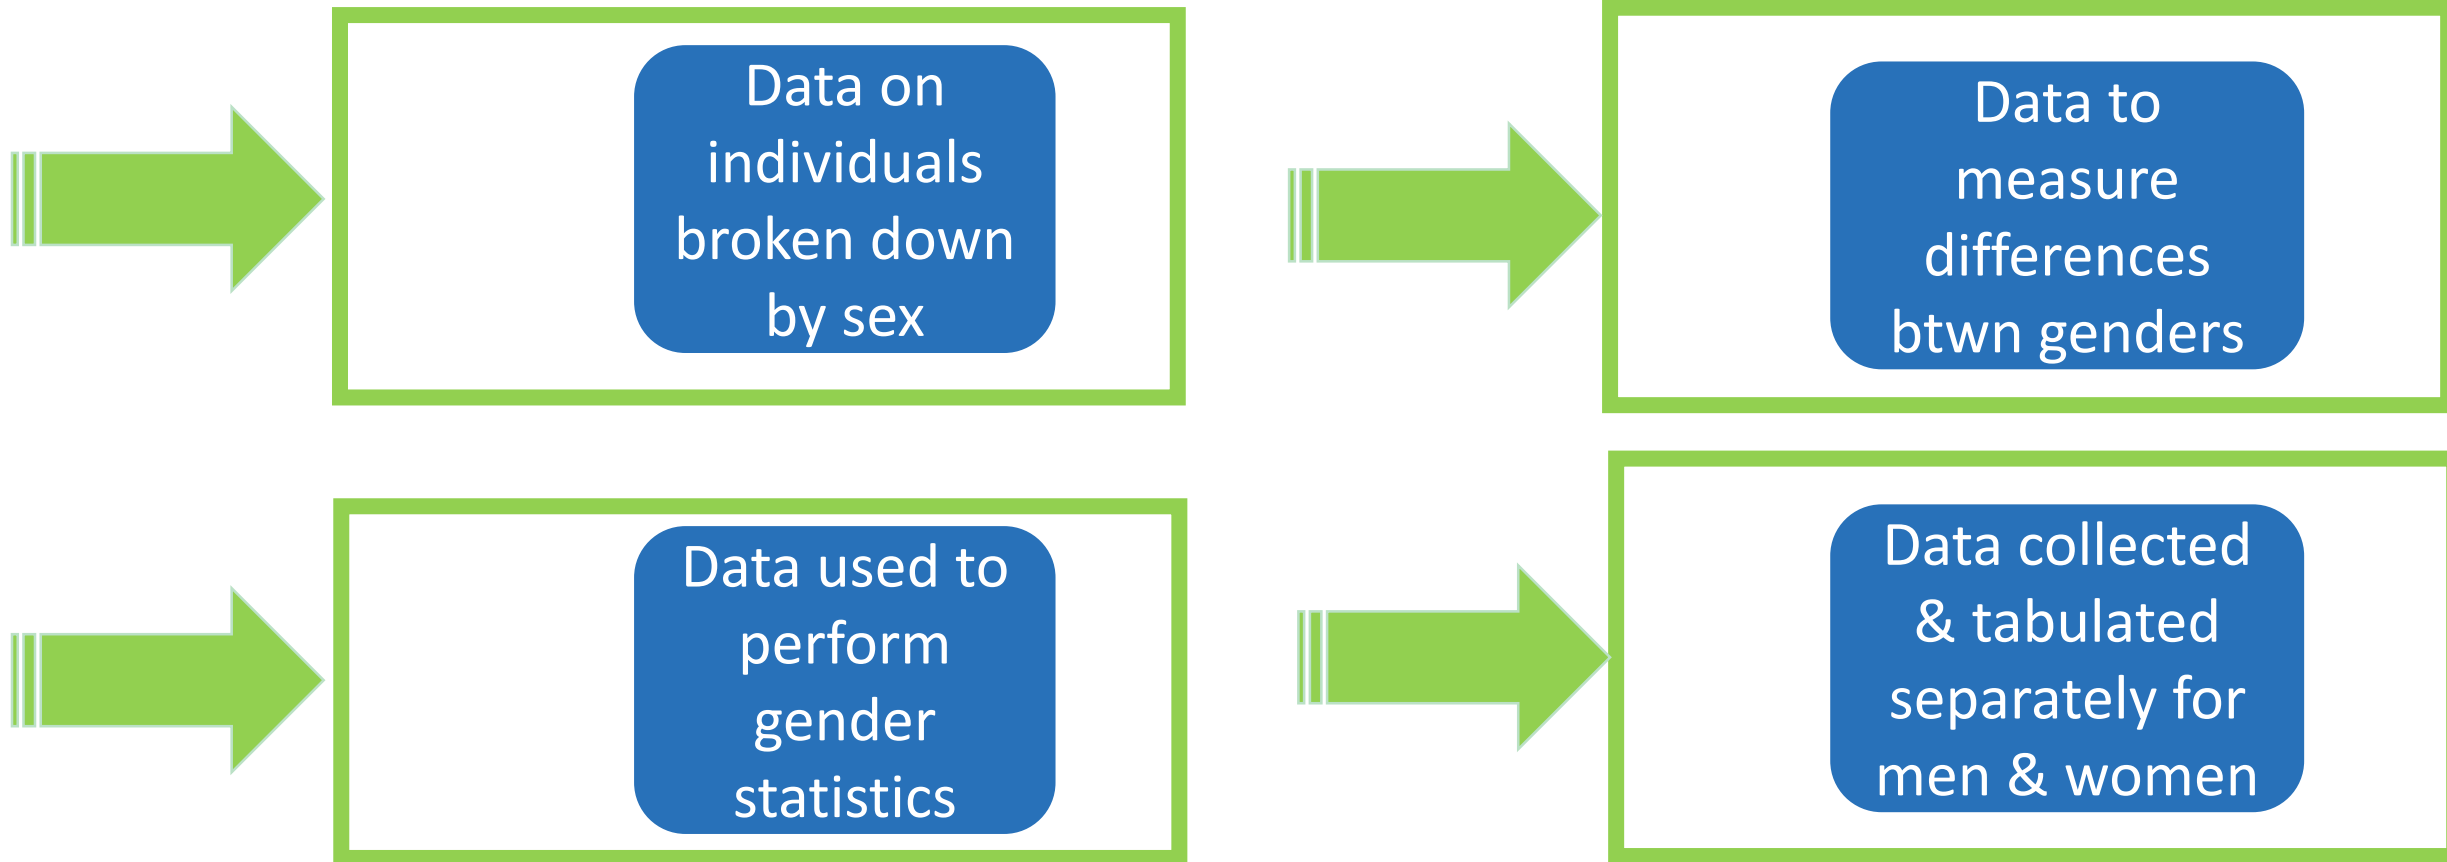 Data on
individuals
broken down
by sex
Data to
measure
differences
btwn genders
Data used to
perform
gender
statistics
Data collected
& tabulated
separately for
men & women